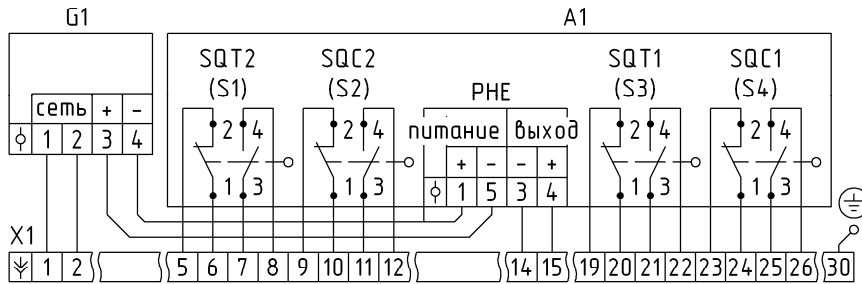 G1 A1
SQT2 SQC2 SQT1 SQC1
(S1) (S2) (S3) (S4)
PHE
сеть + −
2 4 2 4 питание выход 2 4 2 4
1 2 3 4
+ − − +
1 3 1 3 1 5 3 4 1 3 1 3
X1
1 2 5 6 7 8 9 10 11 12 14 15 19 20 21 22 23 24 25 26 30